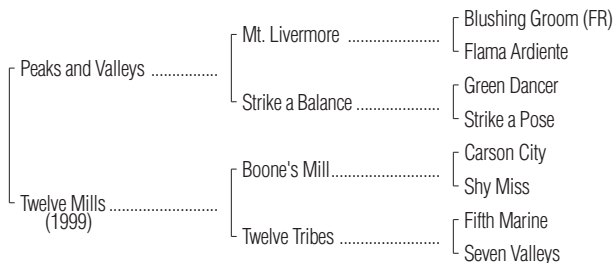 Blushing Groom (FR)
Mt. Livermore ..................
Flama Ardiente
Peaks and Valleys ................
Green Dancer
Strike a Balance ...................
Strike a Pose
Carson City
Boone's Mill......................
Shy Miss
Twelve Mills ..........................
(1999)
Fifth Marine
Twelve Tribes .....................
Seven Valleys